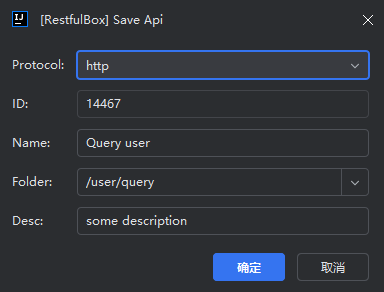 IJ
[RestfulBox] Save Api
Protocol: http
ID: 14467
Name: Query user
Folder: /user/query
Desc: some description
确定 取消